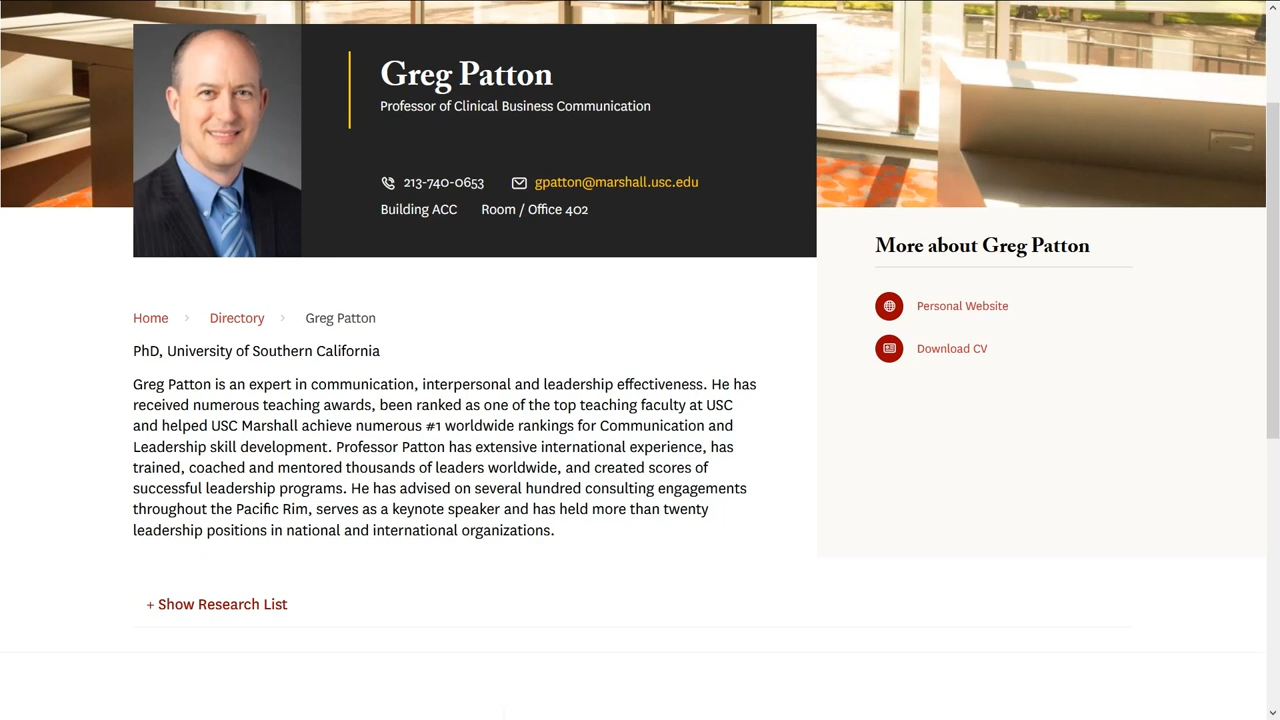 Greg Patton
Professor of Clinical Business Communication
213-740-0653 gpatton@marshall.usc.edu
Building ACC Room / Office 402
More about Greg Patton
Personal Website
Download CV
Home > Directory > Greg Patton
PhD, University of Southern California
Greg Patton is an expert in communication, interpersonal and leadership effectiveness. He has
received numerous teaching awards, been ranked as one of the top teaching faculty at USC
and helped USC Marshall achieve numerous #1 worldwide rankings for Communication and
Leadership skill development. Professor Patton has extensive international experience, has
trained, coached and mentored thousands of leaders worldwide, and created scores of
successful leadership programs. He has advised on several hundred consulting engagements
throughout the Pacific Rim, serves as a keynote speaker and has held more than twenty
leadership positions in national and international organizations.
+ Show Research List